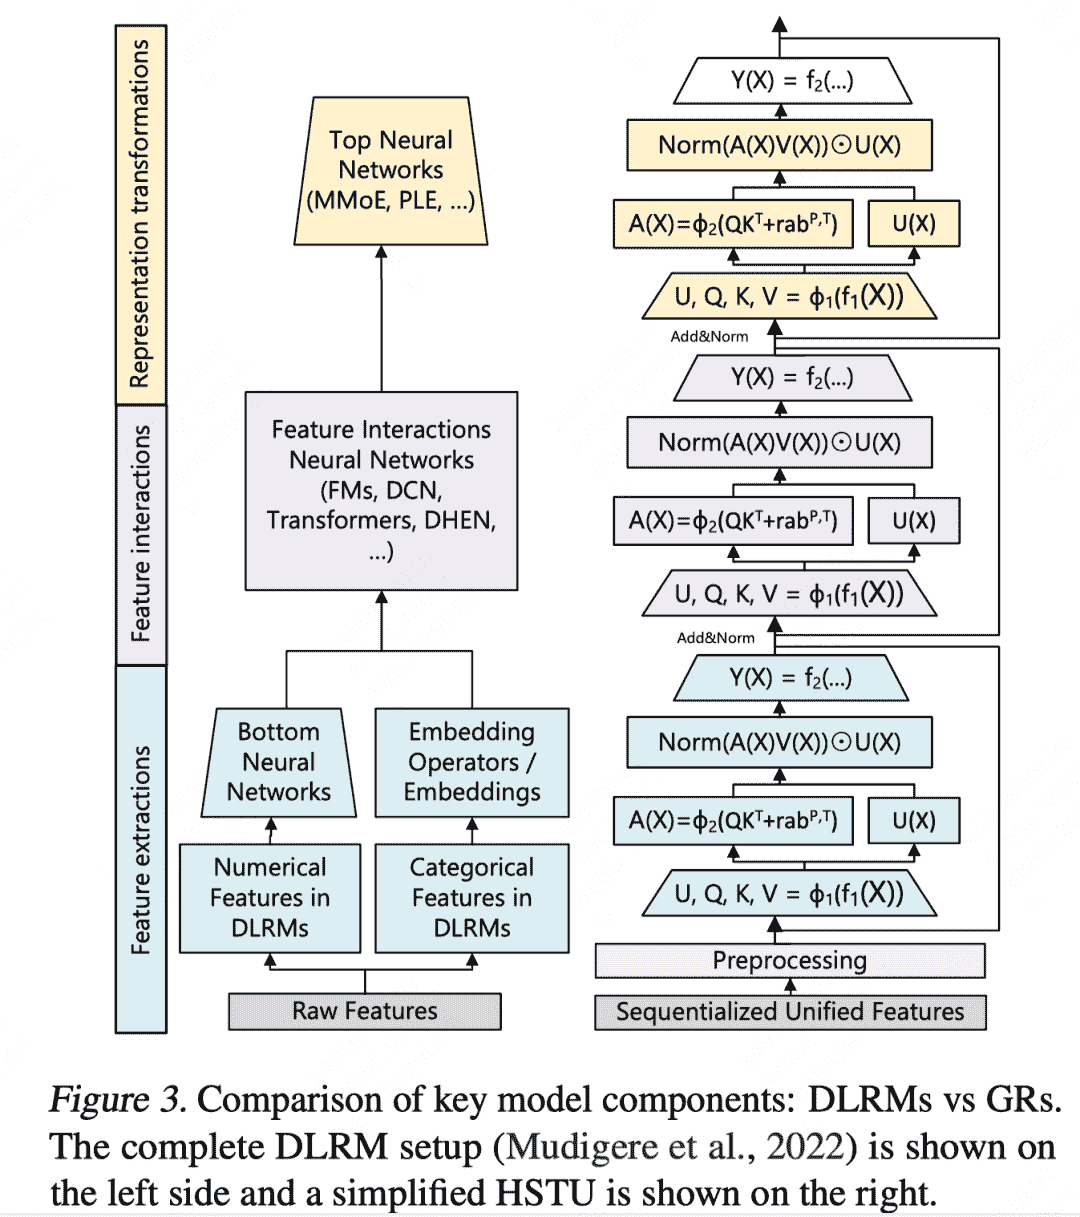 Representation transformations
Feature interactions
Feature extractions
Top Neural
Networks
(MMoE, PLE, ...)
Feature Interactions
Neural Networks
(FMs, DCN,
Transformers, DHEN,
...)
Bottom
Neural
Networks
Embedding
Operators /
Embeddings
Numerical
Features in
DLRMs
Categorical
Features in
DLRMs
Raw Features
Y(X) = f₂(...)
Norm(A(X)V(X))⊙U(X)
A(X)=ϕ₂(QKᵀ+rabᴾ,ᵀ)
U(X)
U, Q, K, V = ϕ₁(f₁(X))
Add&Norm
Y(X) = f₂(...)
Norm(A(X)V(X))⊙U(X)
A(X)=ϕ₂(QKᵀ+rabᴾ,ᵀ)
U(X)
U, Q, K, V = ϕ₁(f₁(X))
Add&Norm
Y(X) = f₂(...)
Norm(A(X)V(X))⊙U(X)
A(X)=ϕ₂(QKᵀ+rabᴾ,ᵀ)
U(X)
U, Q, K, V = ϕ₁(f₁(X))
Preprocessing
Sequentialized Unified Features
Figure 3. Comparison of key model components: DLRMs vs GRs.
The complete DLRM setup (Mudigere et al., 2022) is shown on
the left side and a simplified HSTU is shown on the right.